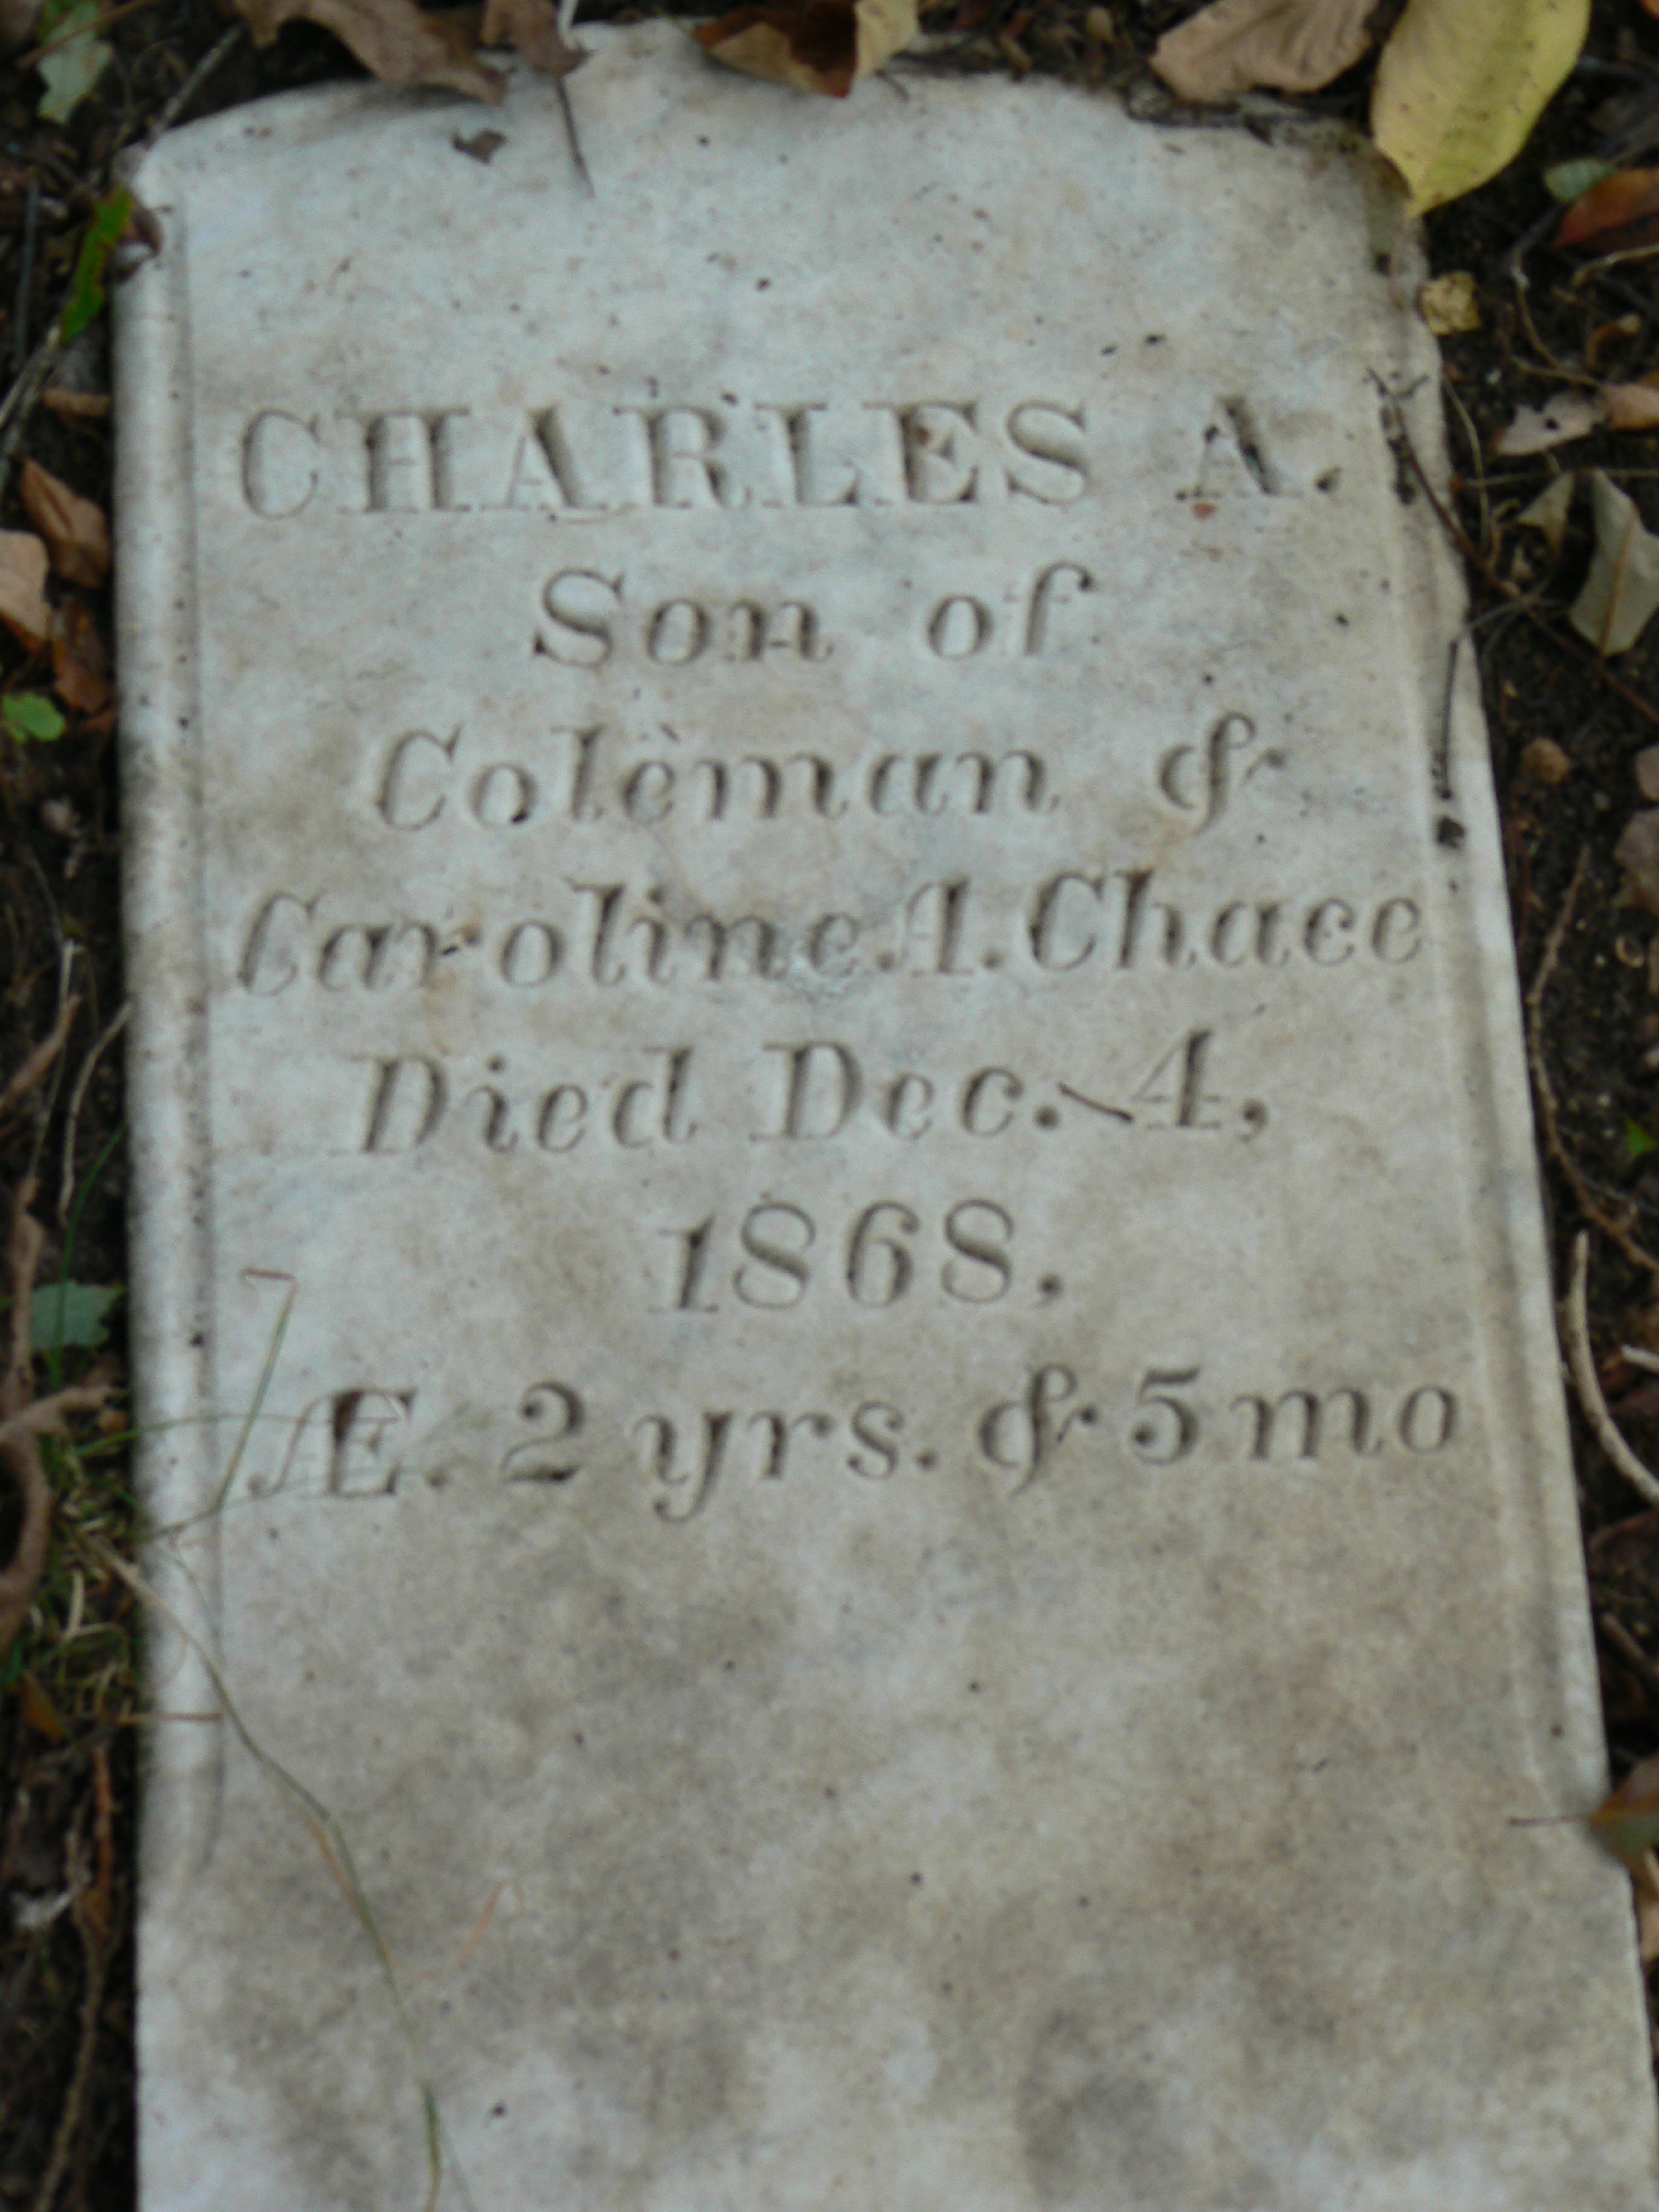 CHARLES A.
Son of
Coleman &
Caroline A. Chace
Died Dec. 4,
1868.
Æ. 2 yrs. & 5 mo